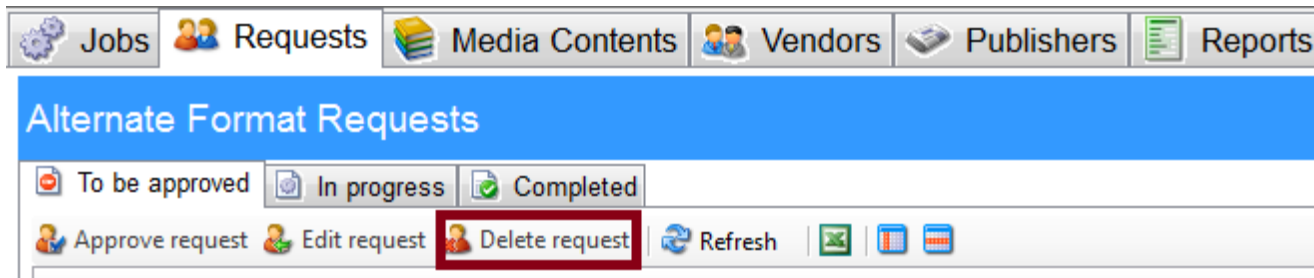 Jobs Requests Media Contents Vendors Publishers Reports
Alternate Format Requests
To be approved In progress Completed
Approve request Edit request Delete request Refresh